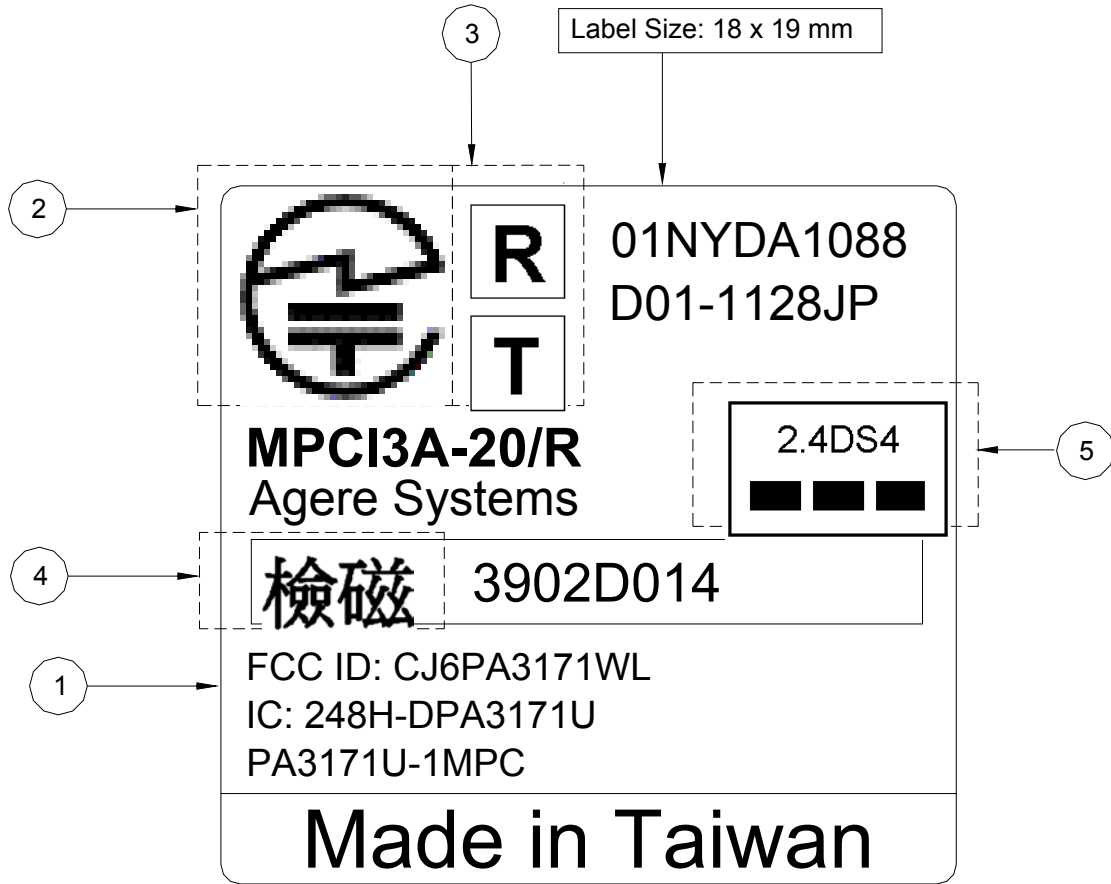 3
Label Size: 18 x 19 mm
2
R
T
01NYDA1088
D01-1128JP
MPCI3A-20/R
Agere Systems
2.4DS4
5
4
檢磁
3902D014
1
FCC ID: CJ6PA3171WL
IC: 248H-DPA3171U
PA3171U-1MPC
Made in Taiwan